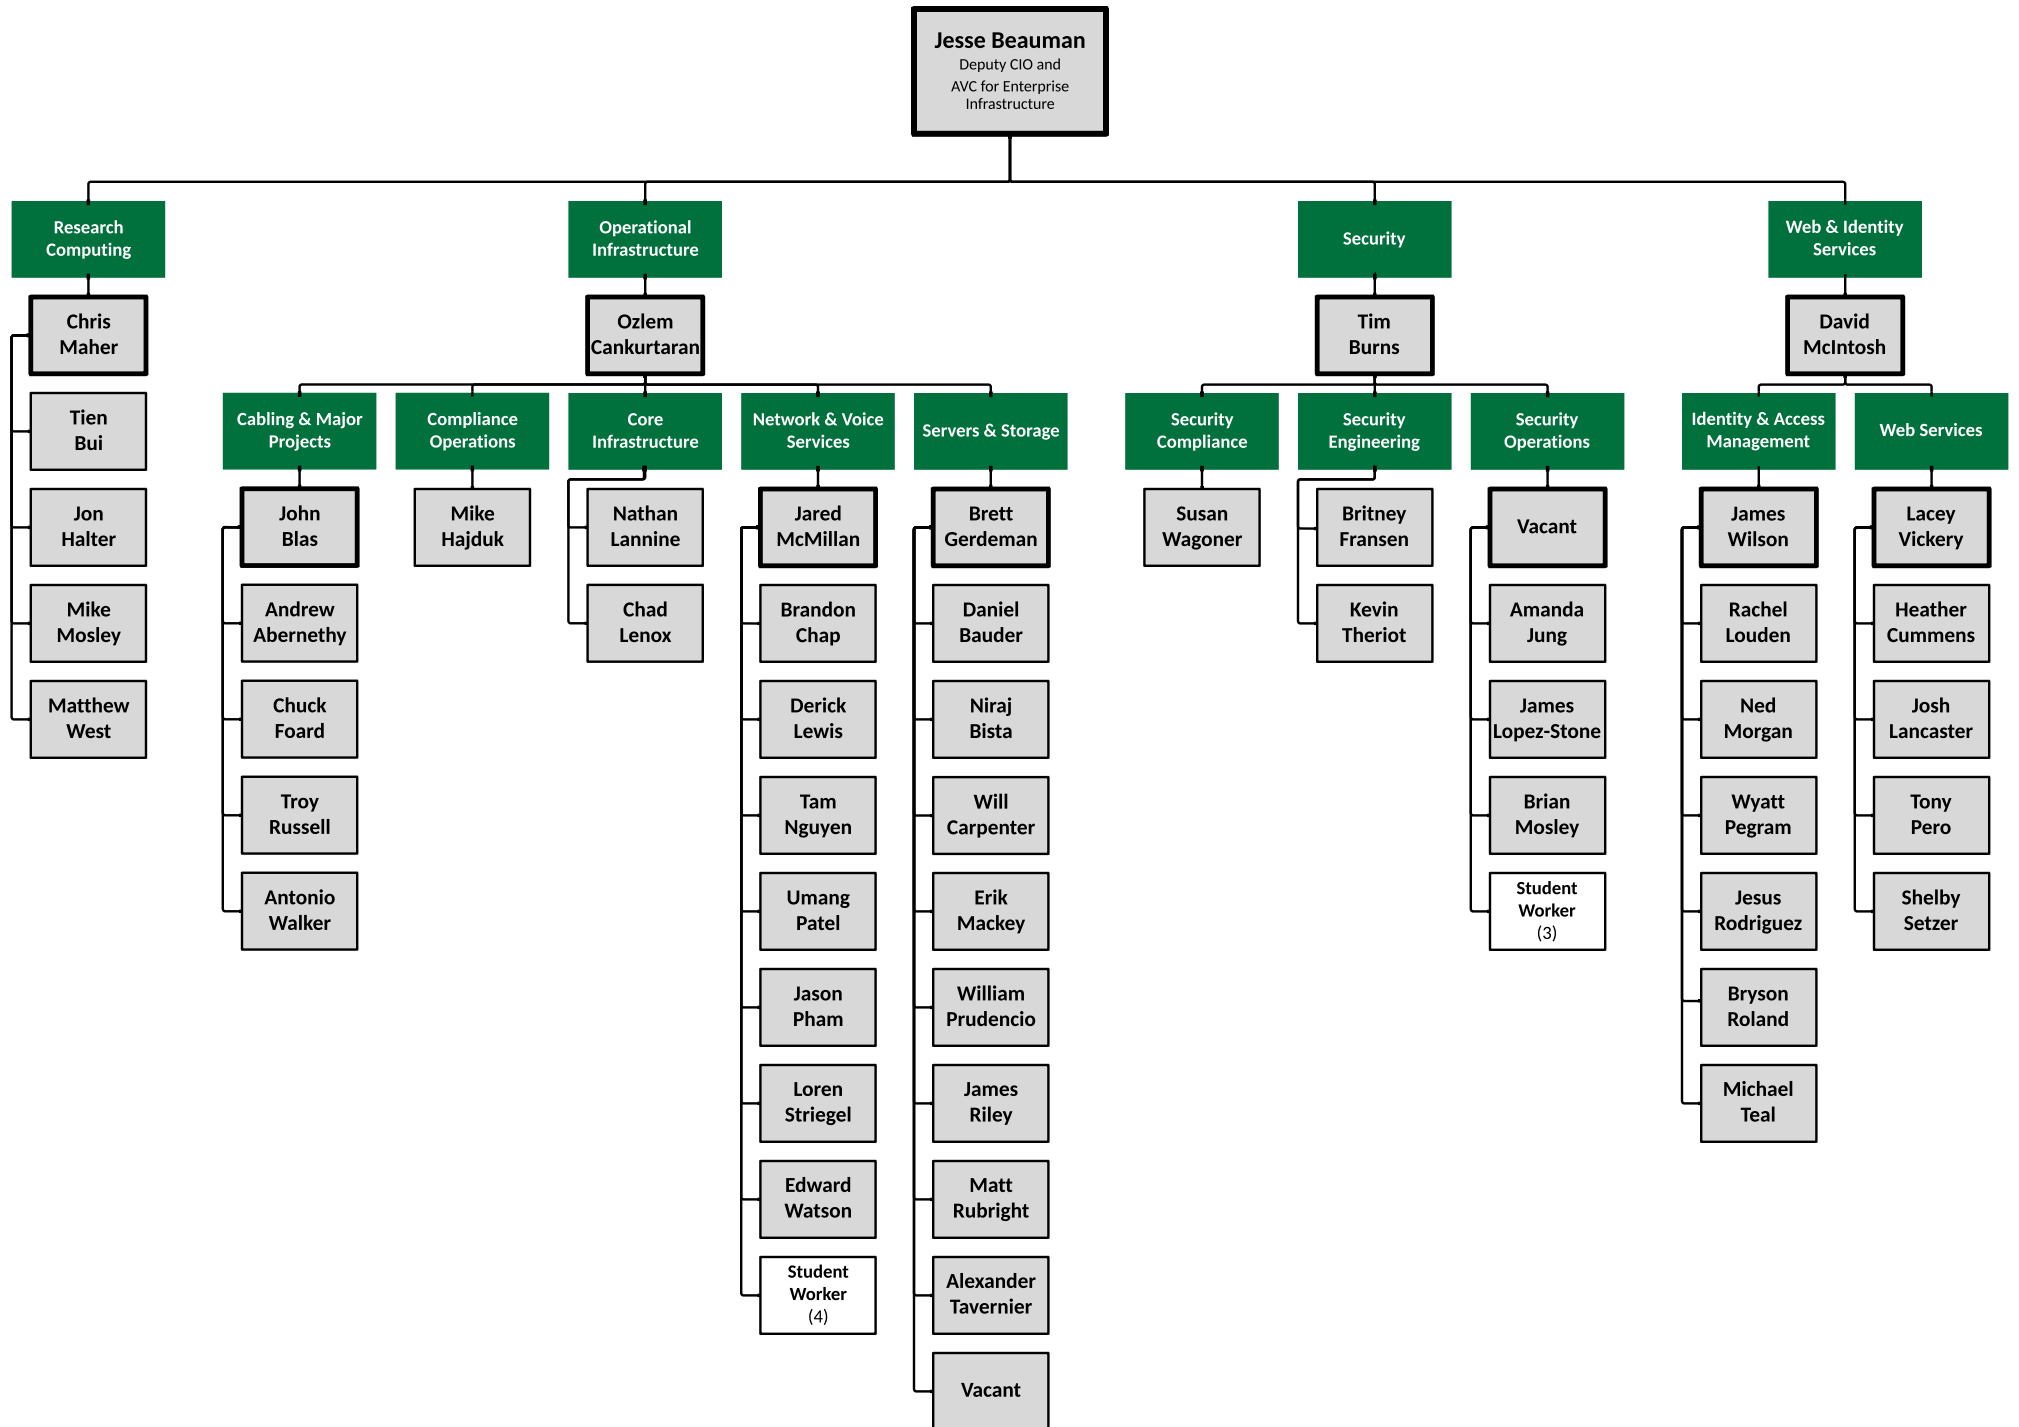 Jesse Beauman
Deputy CIO and
AVC for Enterprise
Infrastructure
Research
Computing
Operational
Infrastructure
Security
Web & Identity
Services
Chris
Maher
Ozlem
Cankurtaran
Tim
Burns
David
McIntosh
Tien
Bui
Jon
Halter
Mike
Mosley
Matthew
West
Cabling & Major
Projects
John
Blas
Andrew
Abernethy
Chuck
Foard
Troy
Russell
Antonio
Walker
Compliance
Operations
Mike
Hajduk
Core
Infrastructure
Nathan
Lannine
Chad
Lenox
Network & Voice
Services
Jared
McMillan
Brandon
Chap
Derick
Lewis
Tam
Nguyen
Umang
Patel
Jason
Pham
Loren
Striegel
Edward
Watson
Student
Worker
(4)
Servers & Storage
Brett
Gerdeman
Daniel
Bauder
Niraj
Bista
Will
Carpenter
Erik
Mackey
William
Prudencio
James
Riley
Matt
Rubright
Alexander
Tavernier
Vacant
Security
Compliance
Susan
Wagoner
Security
Engineering
Britney
Fransen
Kevin
Theriot
Security
Operations
Vacant
Amanda
Jung
James
Lopez-Stone
Brian
Mosley
Student
Worker
(3)
Identity & Access
Management
James
Wilson
Rachel
Louden
Ned
Morgan
Wyatt
Pegram
Jesus
Rodriguez
Bryson
Roland
Michael
Teal
Web Services
Lacey
Vickery
Heather
Cummens
Josh
Lancaster
Tony
Pero
Shelby
Setzer